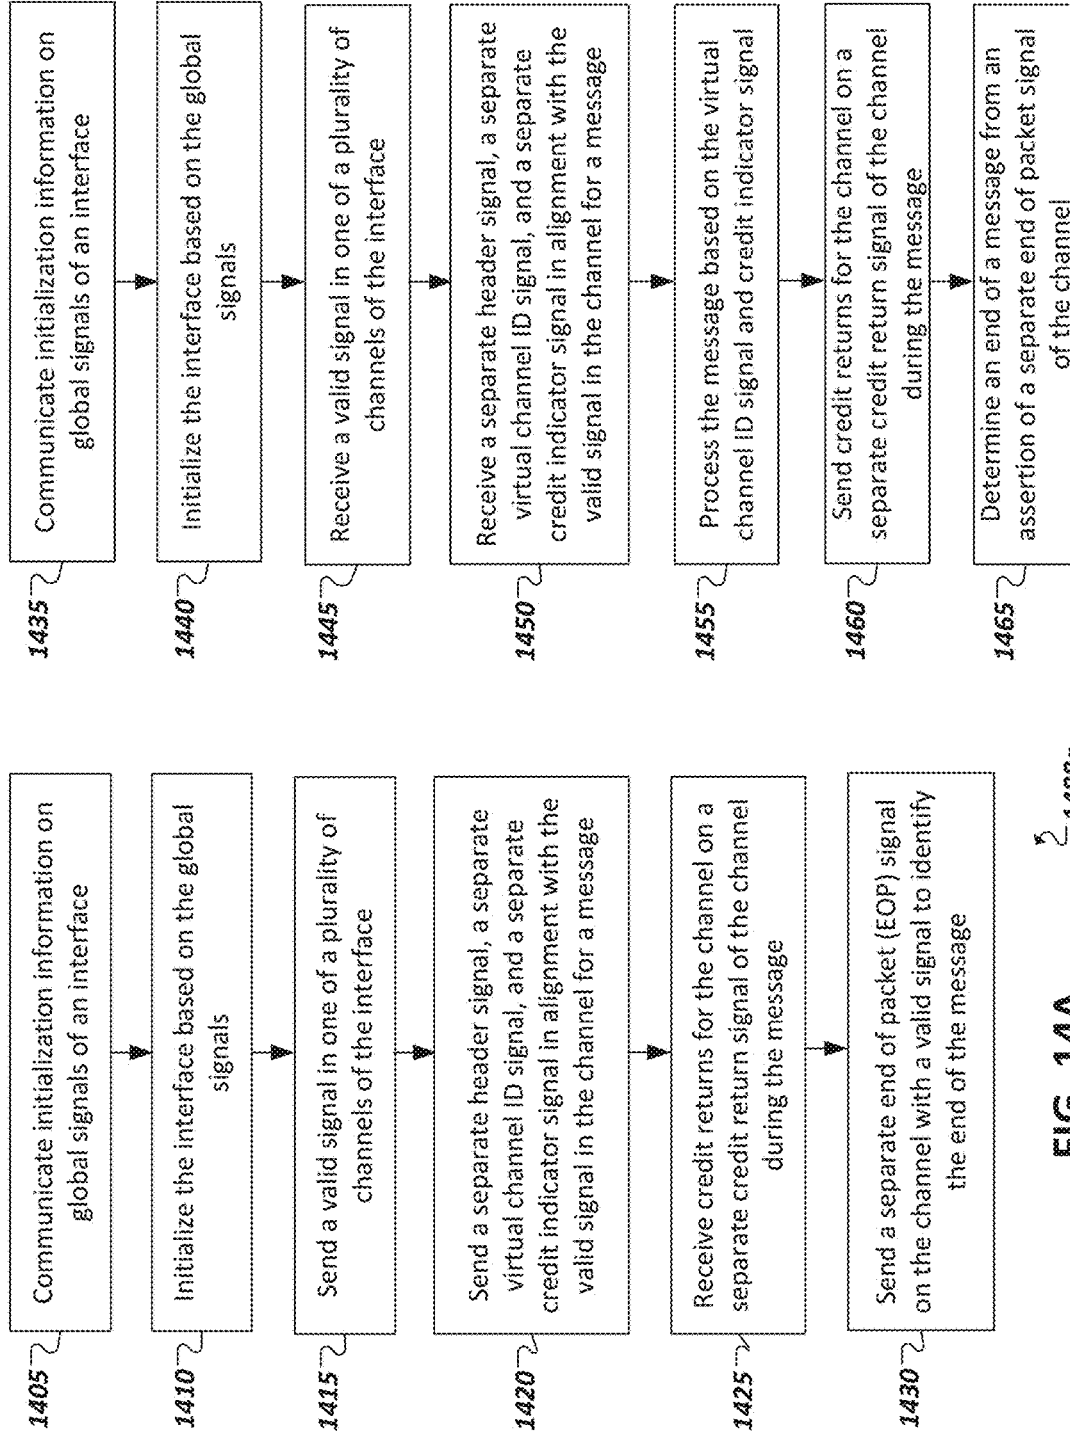 1405
Communicate initialization information on
global signals of an interface
1410
Initialize the interface based on the global
signals
1415
Send a valid signal in one of a plurality of
channels of the interface
1420
Send a separate header signal, a separate
virtual channel ID signal, and a separate
credit indicator signal in alignment with the
valid signal in the channel for a message
1425
Receive credit returns for the channel on a
separate credit return signal of the channel
during the message
1430
Send a separate end of packet (EOP) signal
on the channel with a valid signal to identify
the end of the message
1435
Communicate initialization information on
global signals of an interface
1440
Initialize the interface based on the global
signals
1445
Receive a valid signal in one of a plurality of
channels of the interface
1450
Receive a separate header signal, a separate
virtual channel ID signal, and a separate
credit indicator signal in alignment with the
valid signal in the channel for a message
1455
Process the message based on the virtual
channel ID signal and credit indicator signal
1460
Send credit returns for the channel on a
separate credit return signal of the channel
during the message
1465
Determine an end of a message from an
assertion of a separate end of packet signal
of the channel
FIG. 14A